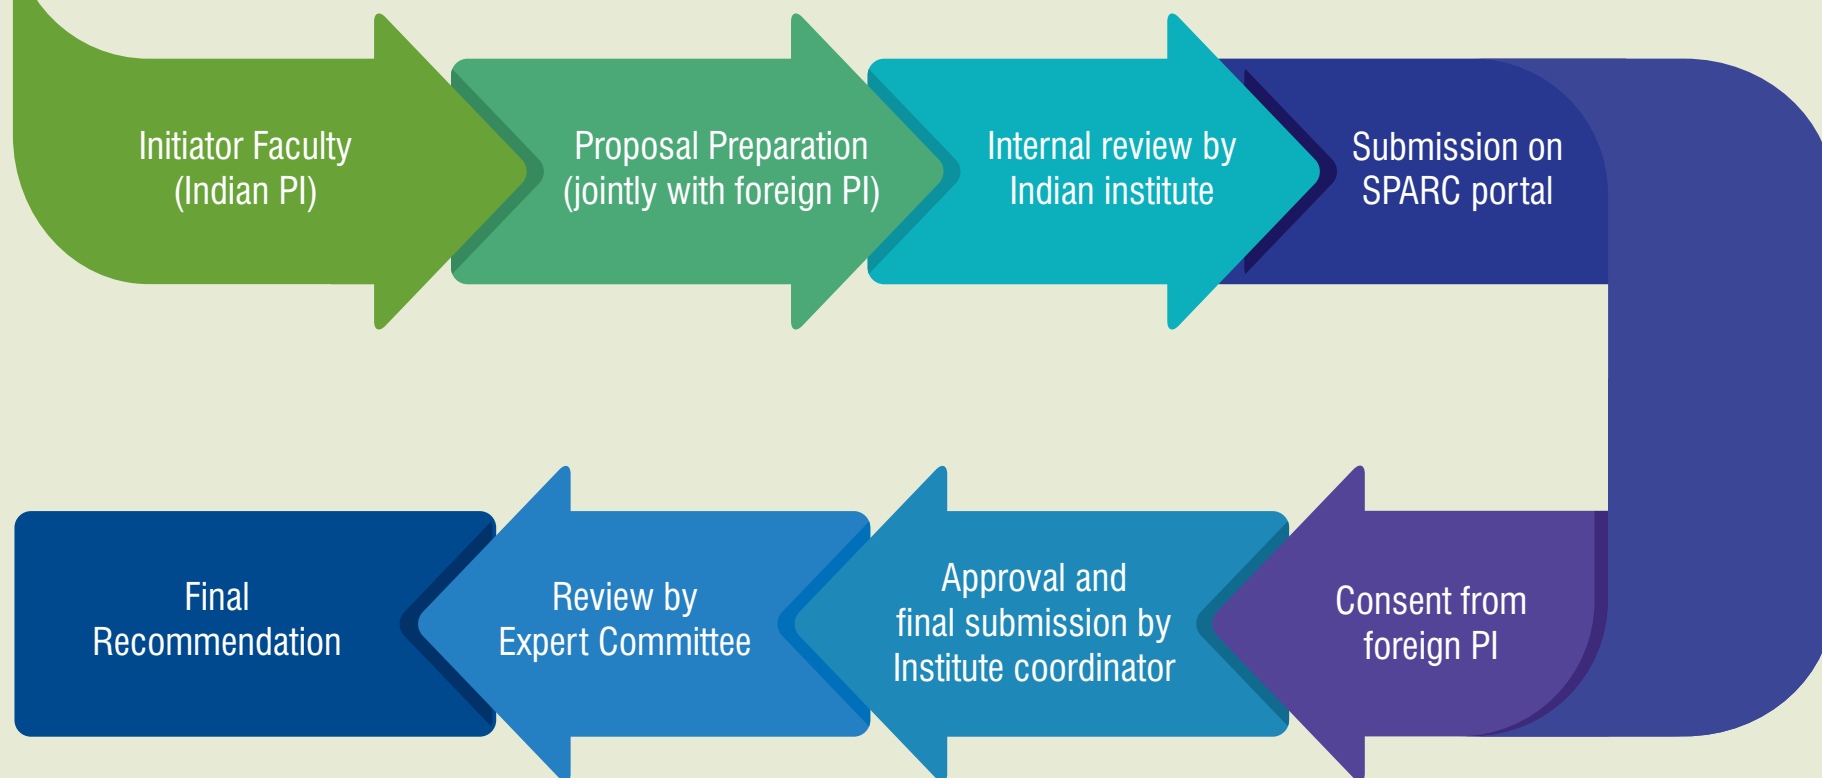 Initiator Faculty
(Indian PI)
Proposal Preparation
(jointly with foreign PI)
Internal review by
Indian institute
Submission on
SPARC portal
Consent from
foreign PI
Approval and
final submission by
Institute coordinator
Review by
Expert Committee
Final
Recommendation